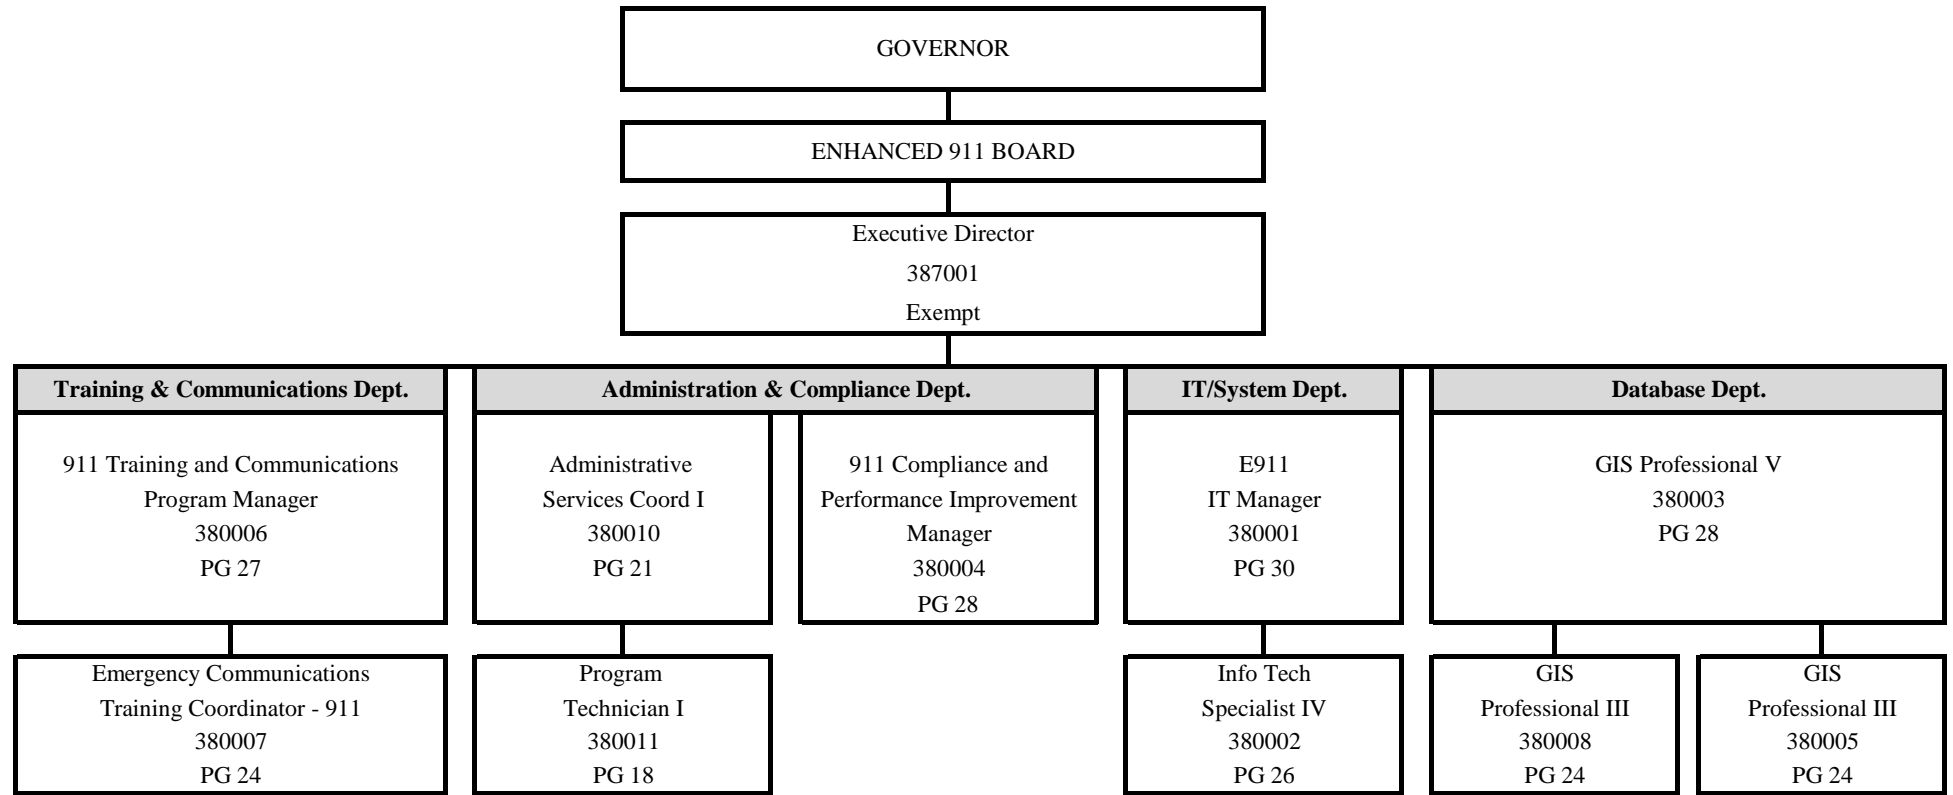 GOVERNOR
ENHANCED 911 BOARD
Executive Director
387001
Exempt
Training & Communications Dept.
911 Training and Communications
Program Manager
380006
PG 27
Emergency Communications
Training Coordinator - 911
380007
PG 24
Administration & Compliance Dept.
Administrative
Services Coord I
380010
PG 21
Program
Technician I
380011
PG 18
911 Compliance and
Performance Improvement
Manager
380004
PG 28
IT/System Dept.
E911
IT Manager
380001
PG 30
Info Tech
Specialist IV
380002
PG 26
Database Dept.
GIS Professional V
380003
PG 28
GIS
Professional III
380008
PG 24
GIS
Professional III
380005
PG 24